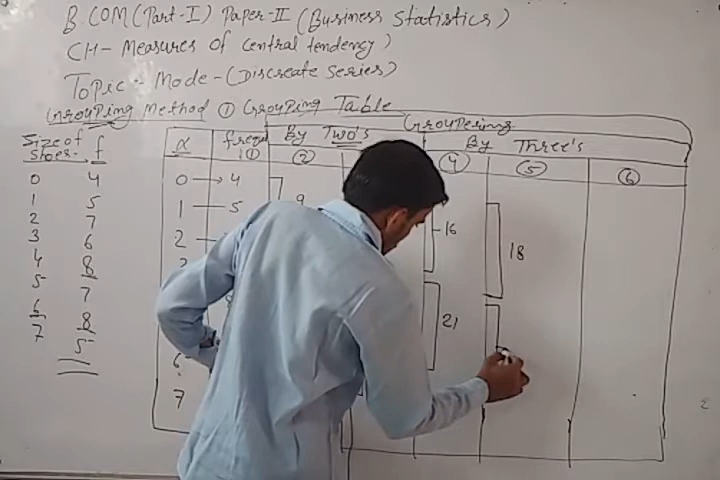 B.COM (Part-I) Paper-II (Business Statistics)
CH- Measures of central tendency)
Topic - Mode - (Discreate Series)
Grouping Method ① Grouping Table
Groupering
Size of shoes. f
0 4
1 5
2 7
3 6
4 8
5 7
6 8
7 5
x frequ By Two's By Three's
① ② ④ ⑤ ⑥
0 → 4
1 5 9
2
6
7
16
21
18